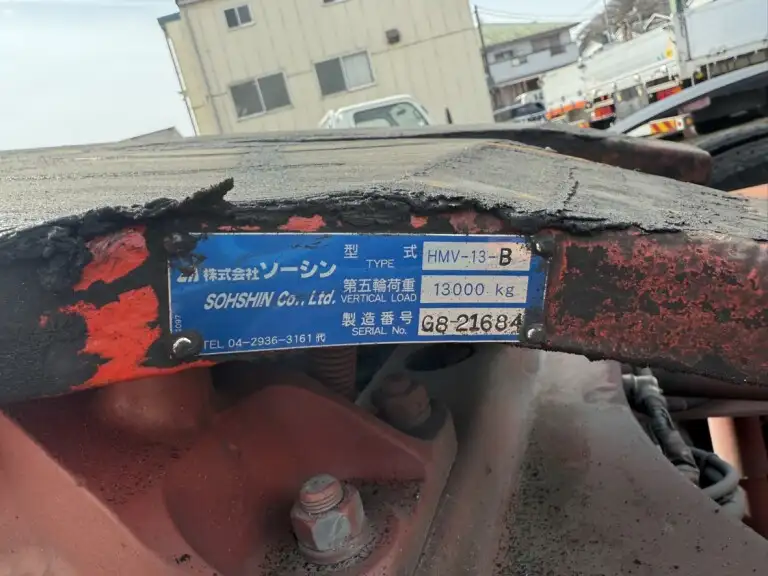 株式会社ソーシン
SOHSHIN Co., Ltd.
TEL 04-2936-3161 代
型式 HMV-13-B
TYPE
第五輪荷重 13000 kg
VERTICAL LOAD
製造番号 G8-21684
SERIAL No.